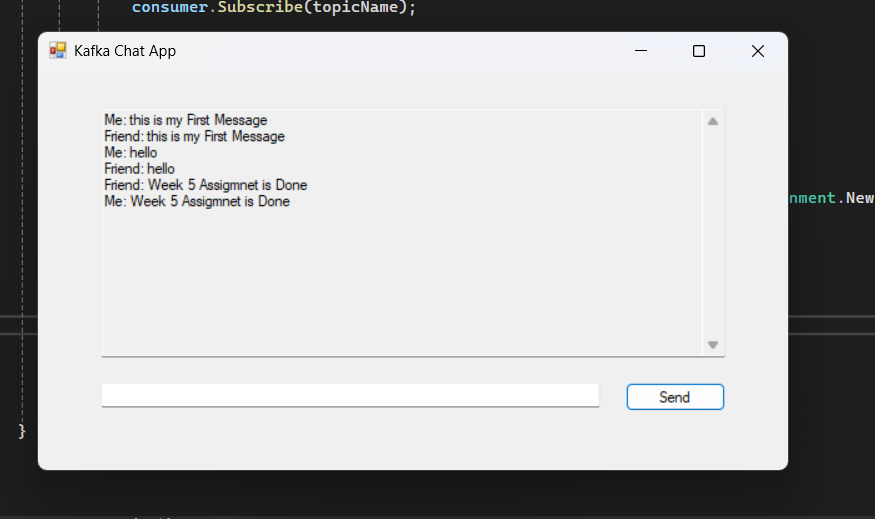 consumer.Subscribe(topicName);
Kafka Chat App
Me: this is my First Message
Friend: this is my First Message
Me: hello
Friend: hello
Friend: Week 5 Assigmnet is Done
Me: Week 5 Assigmnet is Done
nment.New
Send
}